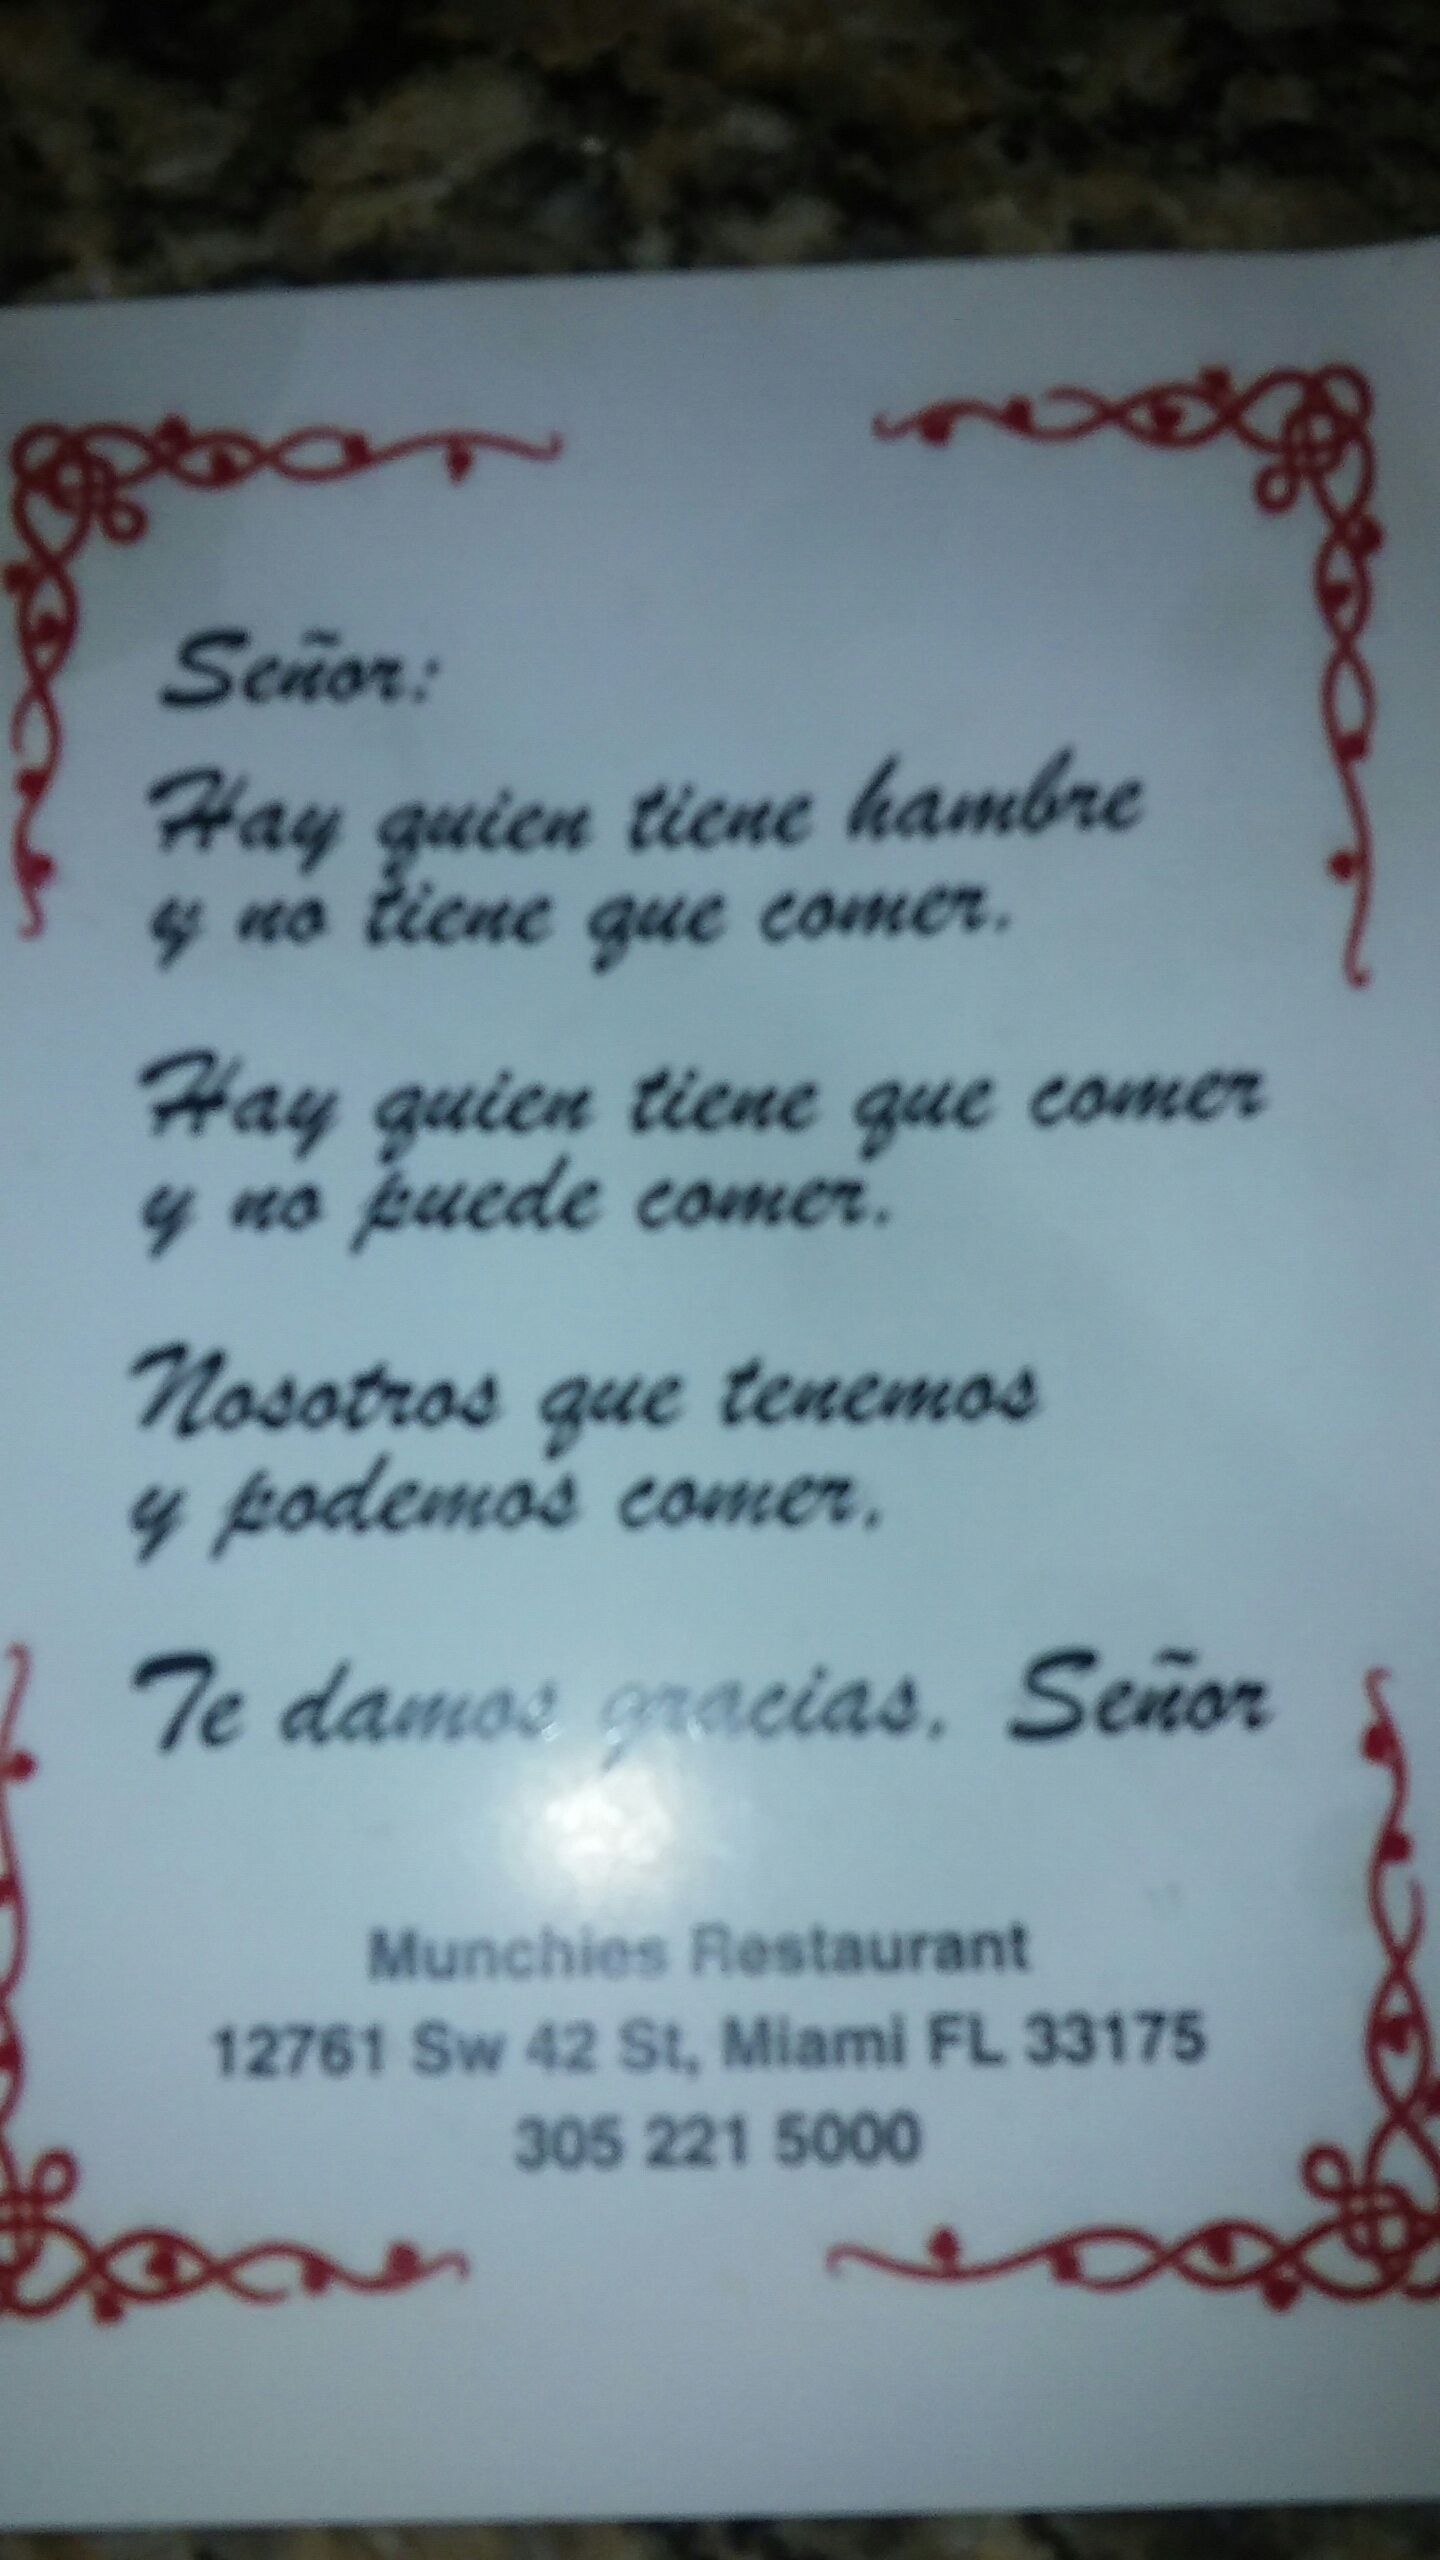 Señor:
Hay quien tiene hambre
y no tiene que comer.
Hay quien tiene que comer
y no puede comer.
Nosotros que tenemos
y podemos comer,
Te damos gracias, Señor
Munchies Restaurant
12761 Sw 42 St, Miami FL 33175
305 221 5000